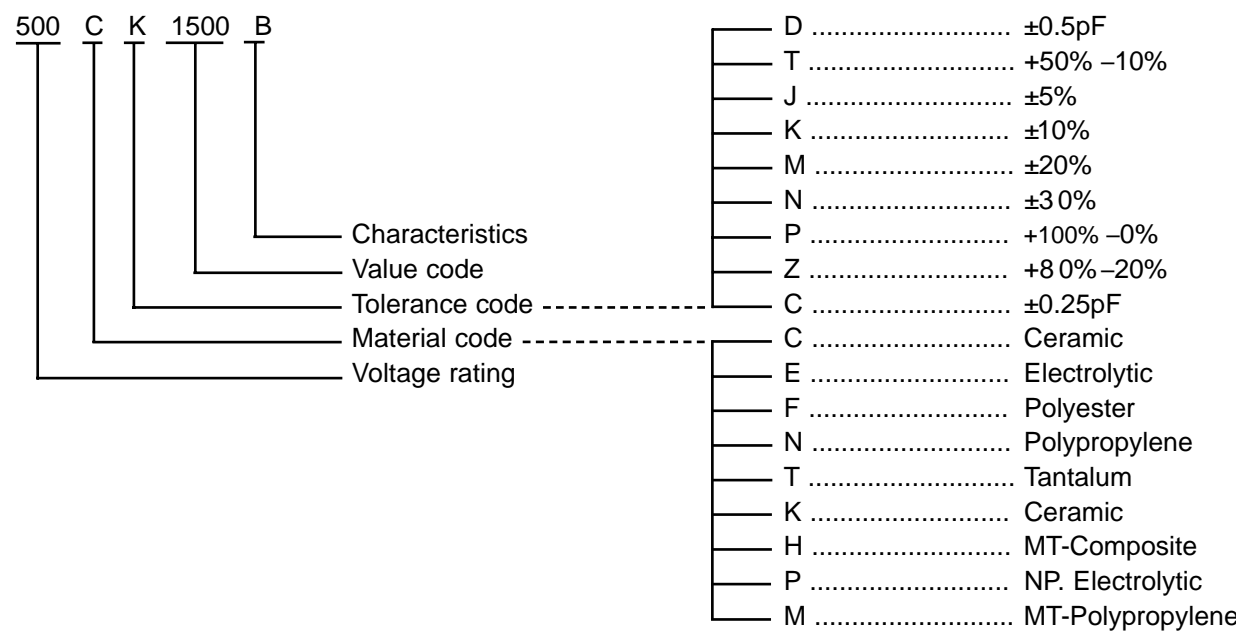 500 C K 1500 B
Characteristics
Value code
Tolerance code
Material code
Voltage rating
D ........................... ±0.5pF
T ............................ +50% –10%
J ............................ ±5%
K ........................... ±10%
M ........................... ±20%
N ........................... ±30%
P ........................... +100% –0%
Z ........................... +80% –20%
C ........................... ±0.25pF
C ........................... Ceramic
E ........................... Electrolytic
F ........................... Polyester
N ........................... Polypropylene
T ............................ Tantalum
K ........................... Ceramic
H ........................... MT-Composite
P ........................... NP. Electrolytic
M ........................... MT-Polypropylene